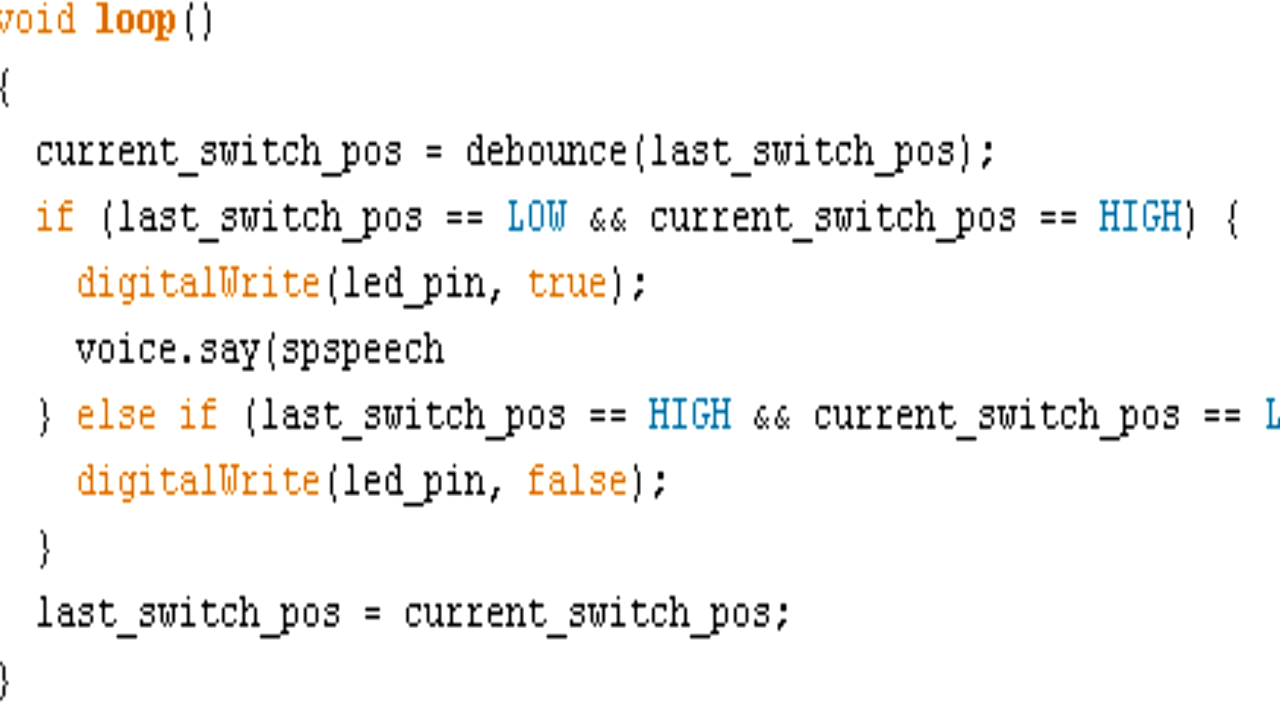 void loop()
{
current_switch_pos = debounce(last_switch_pos);
if (last_switch_pos == LOW && current_switch_pos == HIGH) {
digitalWrite(led_pin, true);
voice.say(spspeech
} else if (last_switch_pos == HIGH && current_switch_pos == L
digitalWrite(led_pin, false);
}
last_switch_pos = current_switch_pos;
}